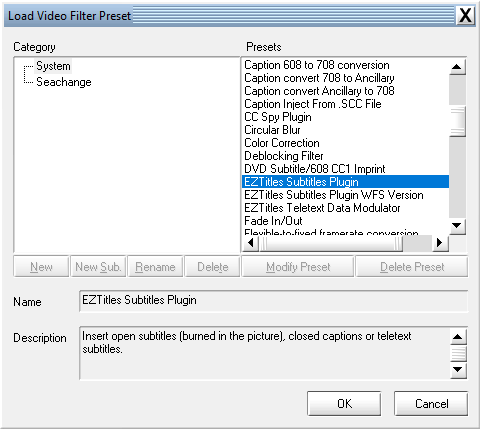 Load Video Filter Preset
X
Category
Presets
System
Seachange
Caption 608 to 708 conversion
Caption convert 708 to Ancillary
Caption convert Ancillary to 708
Caption Inject From .SCC File
CC Spy Plugin
Circular Blur
Color Correction
Deblocking Filter
DVD Subtitle/608 CC1 Imprint
EZTitles Subtitles Plugin
EZTitles Subtitles Plugin WFS Version
EZTitles Teletext Data Modulator
Fade In/Out
Flexible-to-fixed framerate conversion
New
New Sub.
Rename
Delete
Modify Preset
Delete Preset
Name
EZTitles Subtitles Plugin
Description
Insert open subtitles (burned in the picture), closed captions or teletext
subtitles.
OK
Cancel